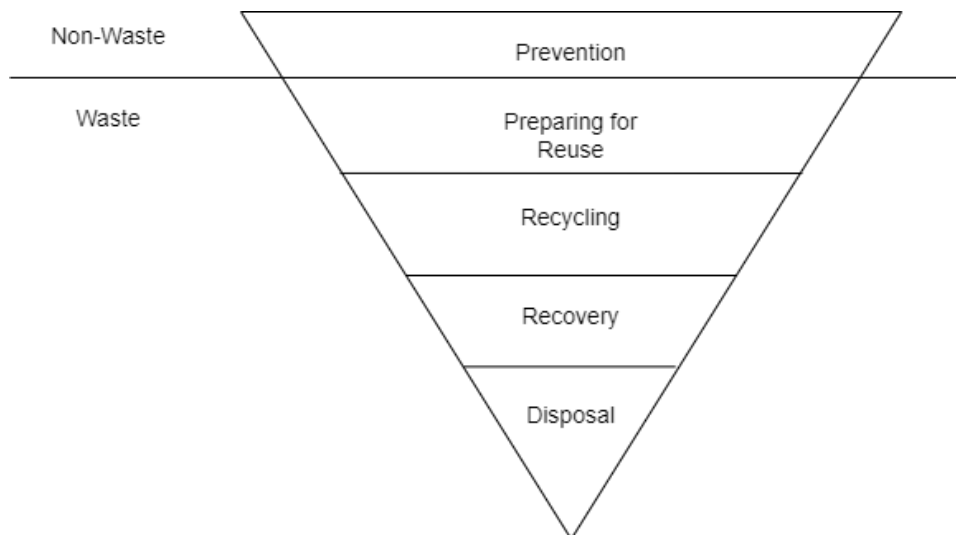 Non-Waste
Prevention
Waste
Preparing for
Reuse
Recycling
Recovery
Disposal